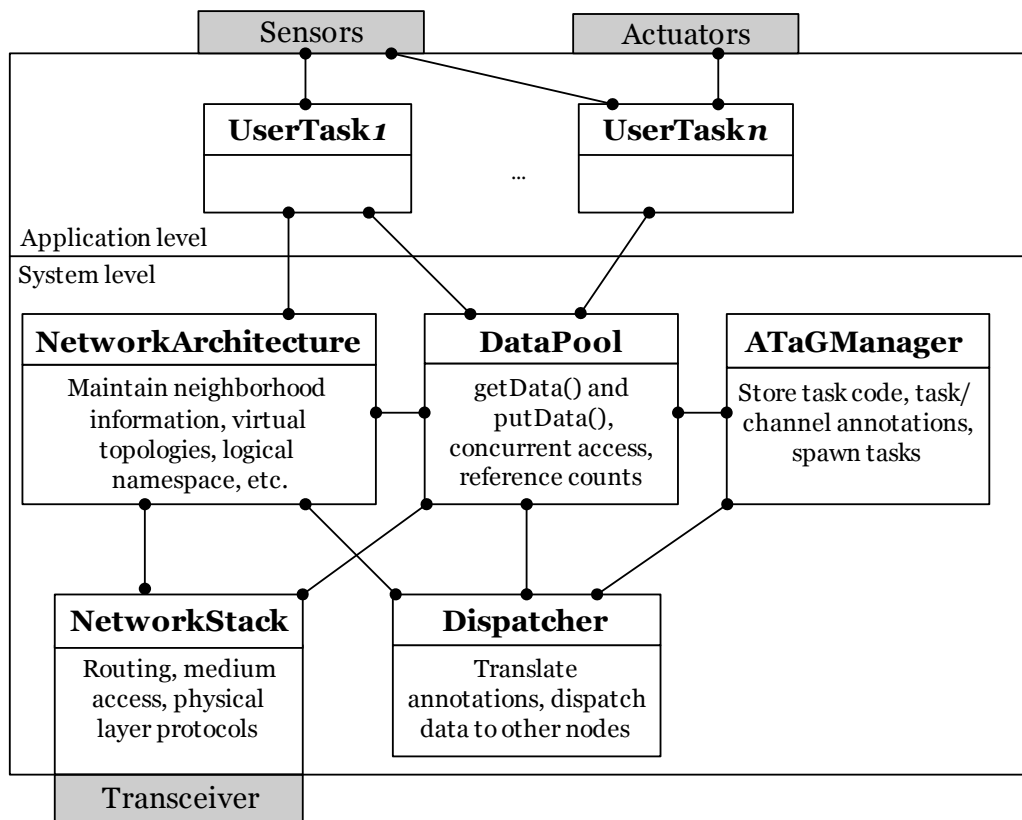 Sensors
Actuators
UserTask1
UserTaskn
...
Application level
System level
NetworkArchitecture
Maintain neighborhood
information, virtual
topologies, logical
namespace, etc.
DataPool
getData() and
putData(),
concurrent access,
reference counts
ATaGManager
Store task code, task/
channel annotations,
spawn tasks
NetworkStack
Routing, medium
access, physical
layer protocols
Dispatcher
Translate
annotations, dispatch
data to other nodes
Transceiver